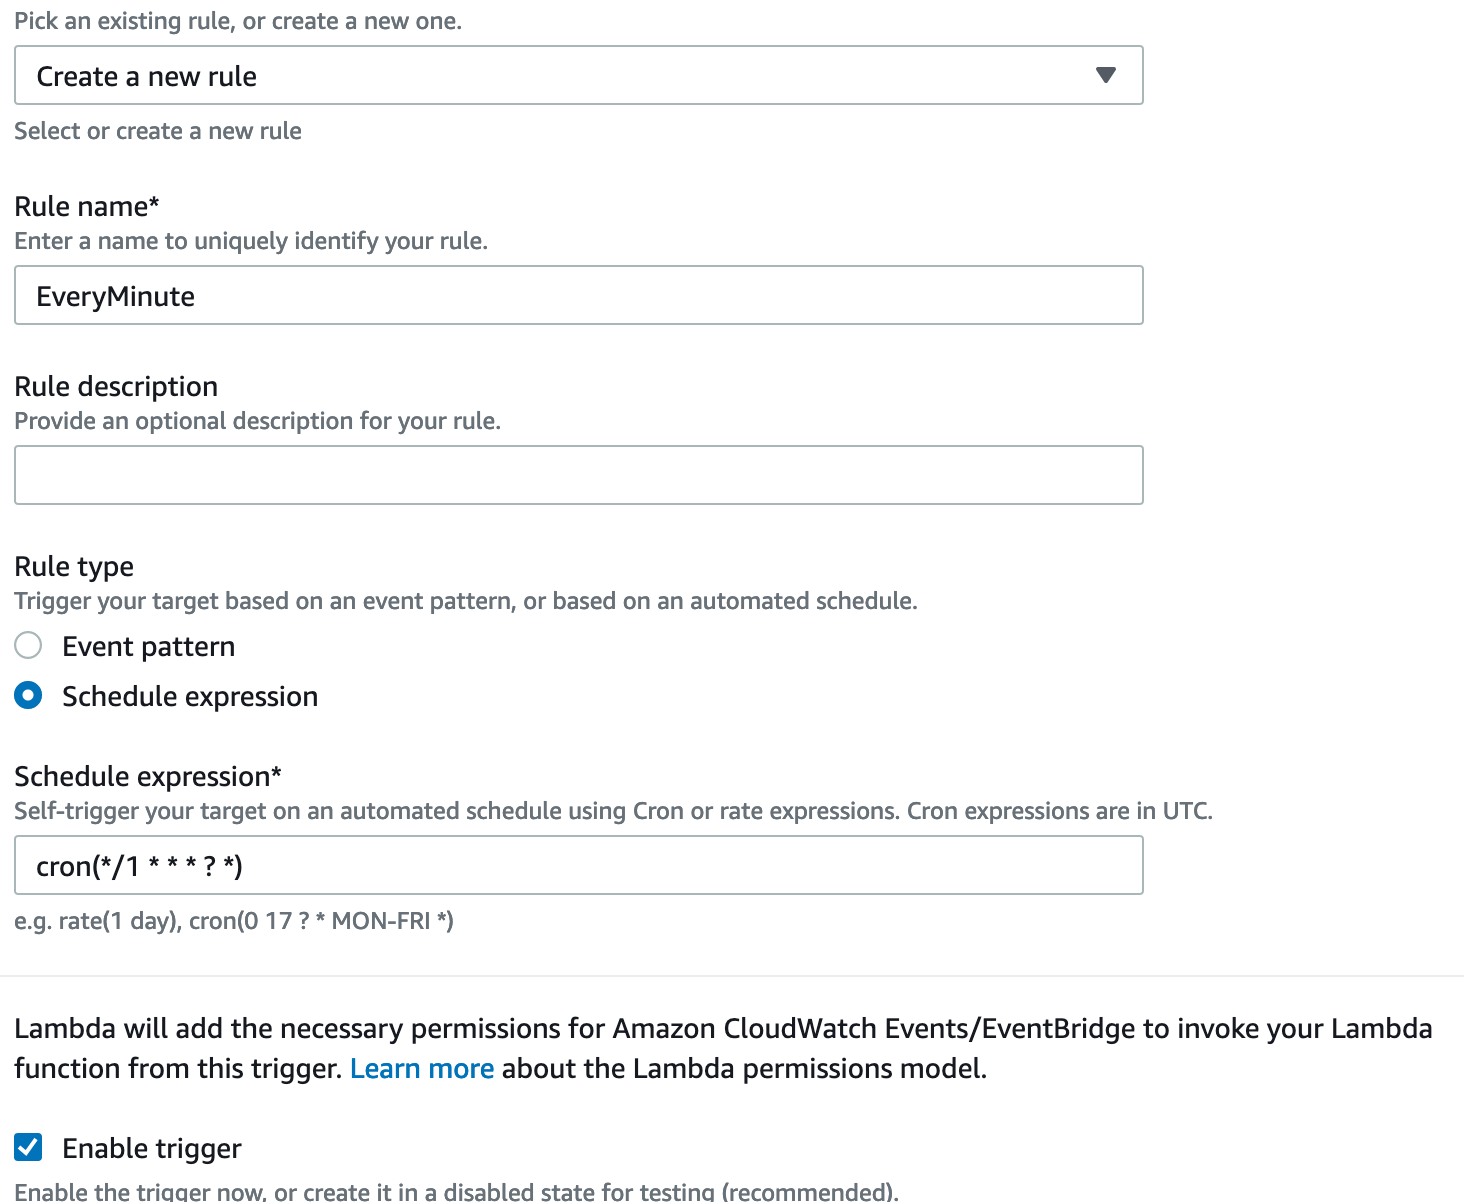 Pick an existing rule, or create a new one.
Create a new rule
Select or create a new rule
Rule name*
Enter a name to uniquely identify your rule.
EveryMinute
Rule description
Provide an optional description for your rule.
Rule type
Trigger your target based on an event pattern, or based on an automated schedule.
Event pattern
Schedule expression
Schedule expression*
Self-trigger your target on an automated schedule using Cron or rate expressions. Cron expressions are in UTC.
cron(*/1 * * * ? *)
e.g. rate(1 day), cron(0 17 ? * MON-FRI *)
Lambda will add the necessary permissions for Amazon CloudWatch Events/EventBridge to invoke your Lambda
function from this trigger. Learn more about the Lambda permissions model.
Enable trigger
Enable the trigger now, or create it in a disabled state for testing (recommended).